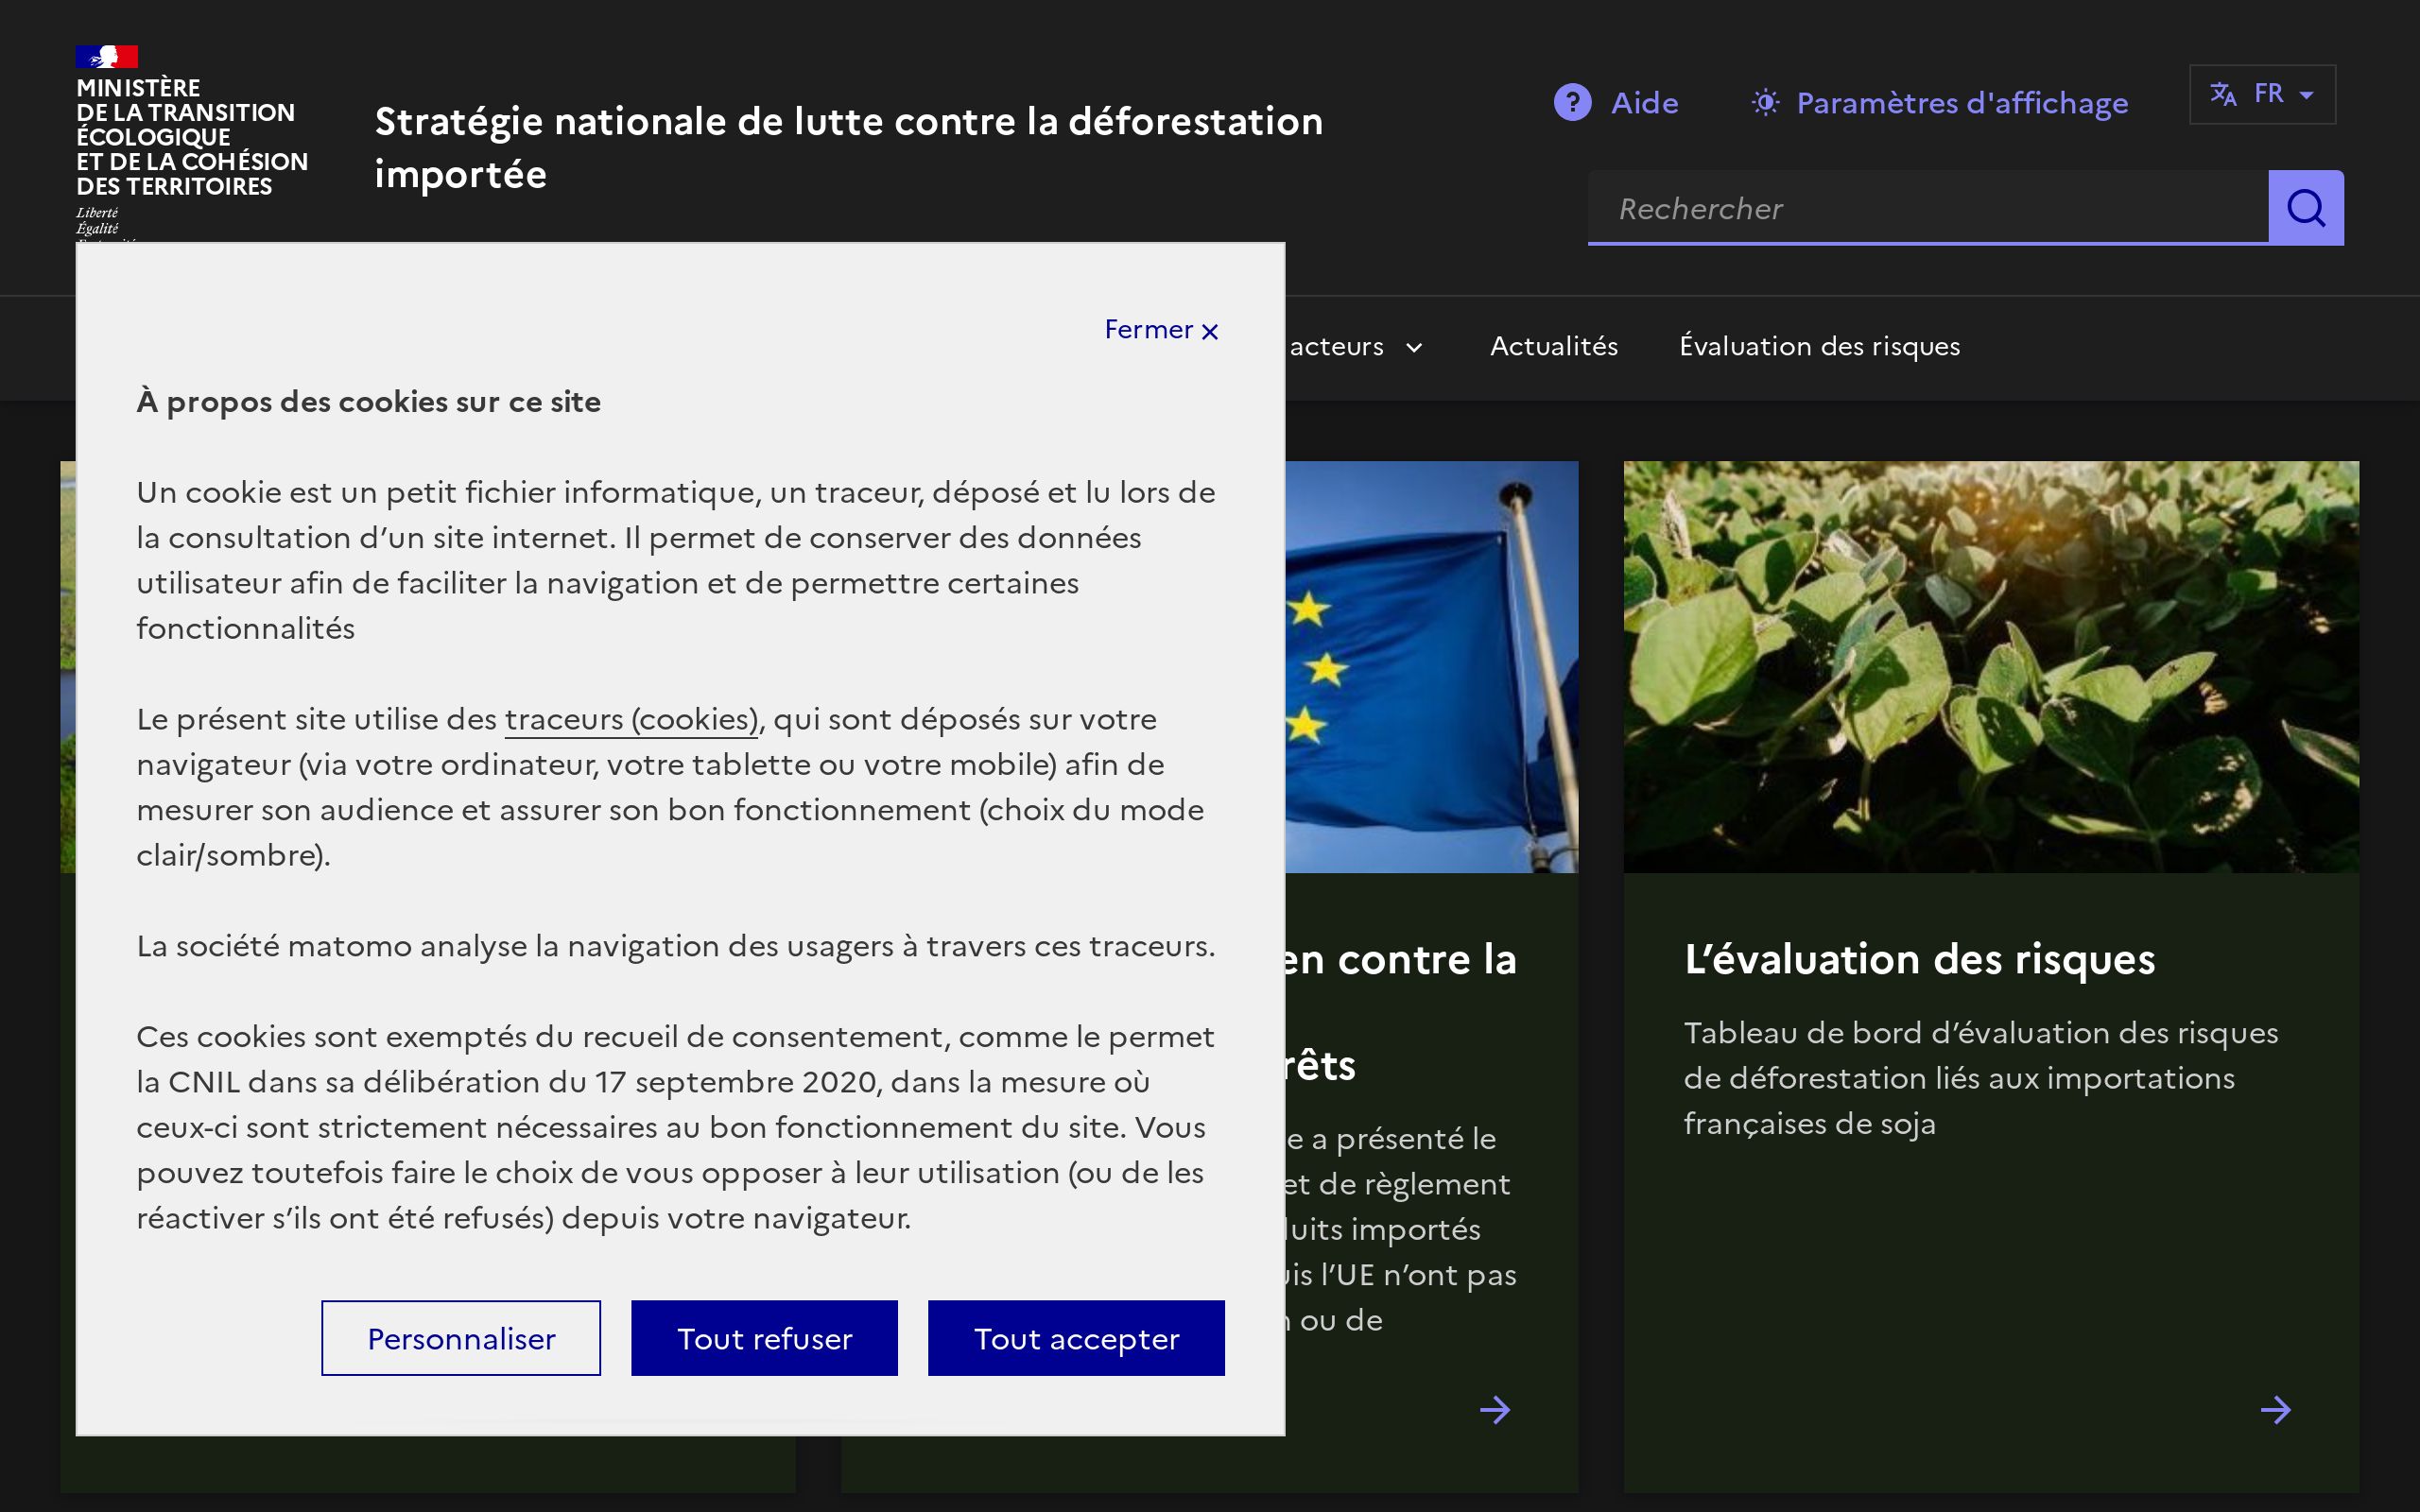 MINISTÈRE
DE LA TRANSITION
ÉCOLOGIQUE
ET DE LA COHÉSION
DES TERRITOIRES
Liberté
Égalité
Stratégie nationale de lutte contre la déforestation
importée
Aide
Paramètres d'affichage
FR
Rechercher
acteurs
Actualités
Évaluation des risques
Fermer
À propos des cookies sur ce site
Un cookie est un petit fichier informatique, un traceur, déposé et lu lors de
la consultation d’un site internet. Il permet de conserver des données
utilisateur afin de faciliter la navigation et de permettre certaines
fonctionnalités
Le présent site utilise des traceurs (cookies), qui sont déposés sur votre
navigateur (via votre ordinateur, votre tablette ou votre mobile) afin de
mesurer son audience et assurer son bon fonctionnement (choix du mode
clair/sombre).
La société matomo analyse la navigation des usagers à travers ces traceurs.
Ces cookies sont exemptés du recueil de consentement, comme le permet
la CNIL dans sa délibération du 17 septembre 2020, dans la mesure où
ceux-ci sont strictement nécessaires au bon fonctionnement du site. Vous
pouvez toutefois faire le choix de vous opposer à leur utilisation (ou de les
réactiver s’ils ont été refusés) depuis votre navigateur.
Personnaliser
Tout refuser
Tout accepter
contre la
a présenté le
de règlement
importés
l’UE n’ont pas
ou de
L’évaluation des risques
Tableau de bord d’évaluation des risques
de déforestation liés aux importations
françaises de soja